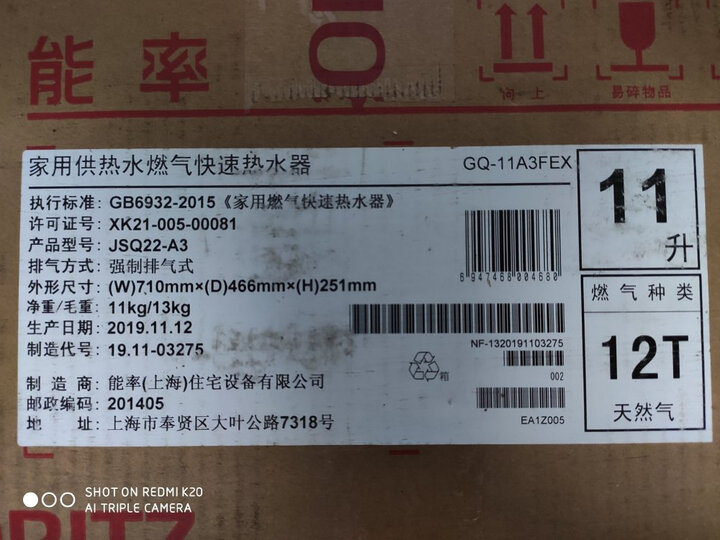 能率
向上
易碎物品
家用供热水燃气快速热水器
GQ-11A3FEX
执行标准: GB6932-2015《家用燃气快速热水器》
许可证号: XK21-005-00081
产品型号: JSQ22-A3
排气方式: 强制排气式
外形尺寸: (W)710mm×(D)466mm×(H)251mm
净重/毛重: 11kg/13kg
生产日期: 2019.11.12
制造代号: 19.11-03275
制造商: 能率(上海)住宅设备有限公司
邮政编码: 201405
地址: 上海市奉贤区大叶公路7318号
6947468004680
NF-1320191103275
箱
002
EA1Z005
11
升
燃气种类
12T
天然气
SHOT ON REDMI K20
AI TRIPLE CAMERA